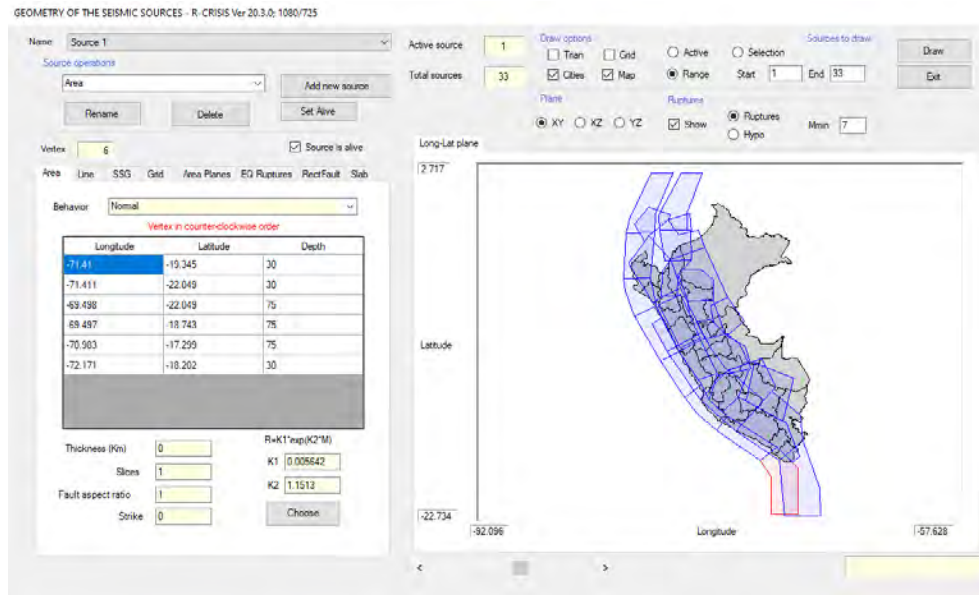 GEOMETRY OF THE SEISMIC SOURCES - R-CRISIS Ver 20.3.0; 1080/725
Name Source 1
Source operations
Area Add new source
Rename Delete Set Alive
Vertex 6 Source is alive
Area Line SSG Grid Area Planes EQ Ruptures RectFault Slab
Behavior Normal
Vertex in counter-clockwise order
Longitude Latitude Depth
-71.41 -19.345 30
-71.411 -22.049 30
-69.498 -22.049 75
-69.497 -18.743 75
-70.983 -17.299 75
-72.171 -18.202 30
Thickness (Km) 0
Slices 1
Fault aspect ratio 1
Strike 0
R=K1*exp(K2*M)
K1 0.005642
K2 1.1513
Choose
Active source 1
Total sources 33
Draw options
Tran Grid
Cities Map
Sources to draw
Active Selection
Range Start 1 End 33
Draw
Exit
Plane
XY XZ YZ
Ruptures
Show Ruptures
Hypo
Mmin 7
Long-Lat plane
2.717
Latitude
-22.734
-92.096 Longitude -57.628
< >